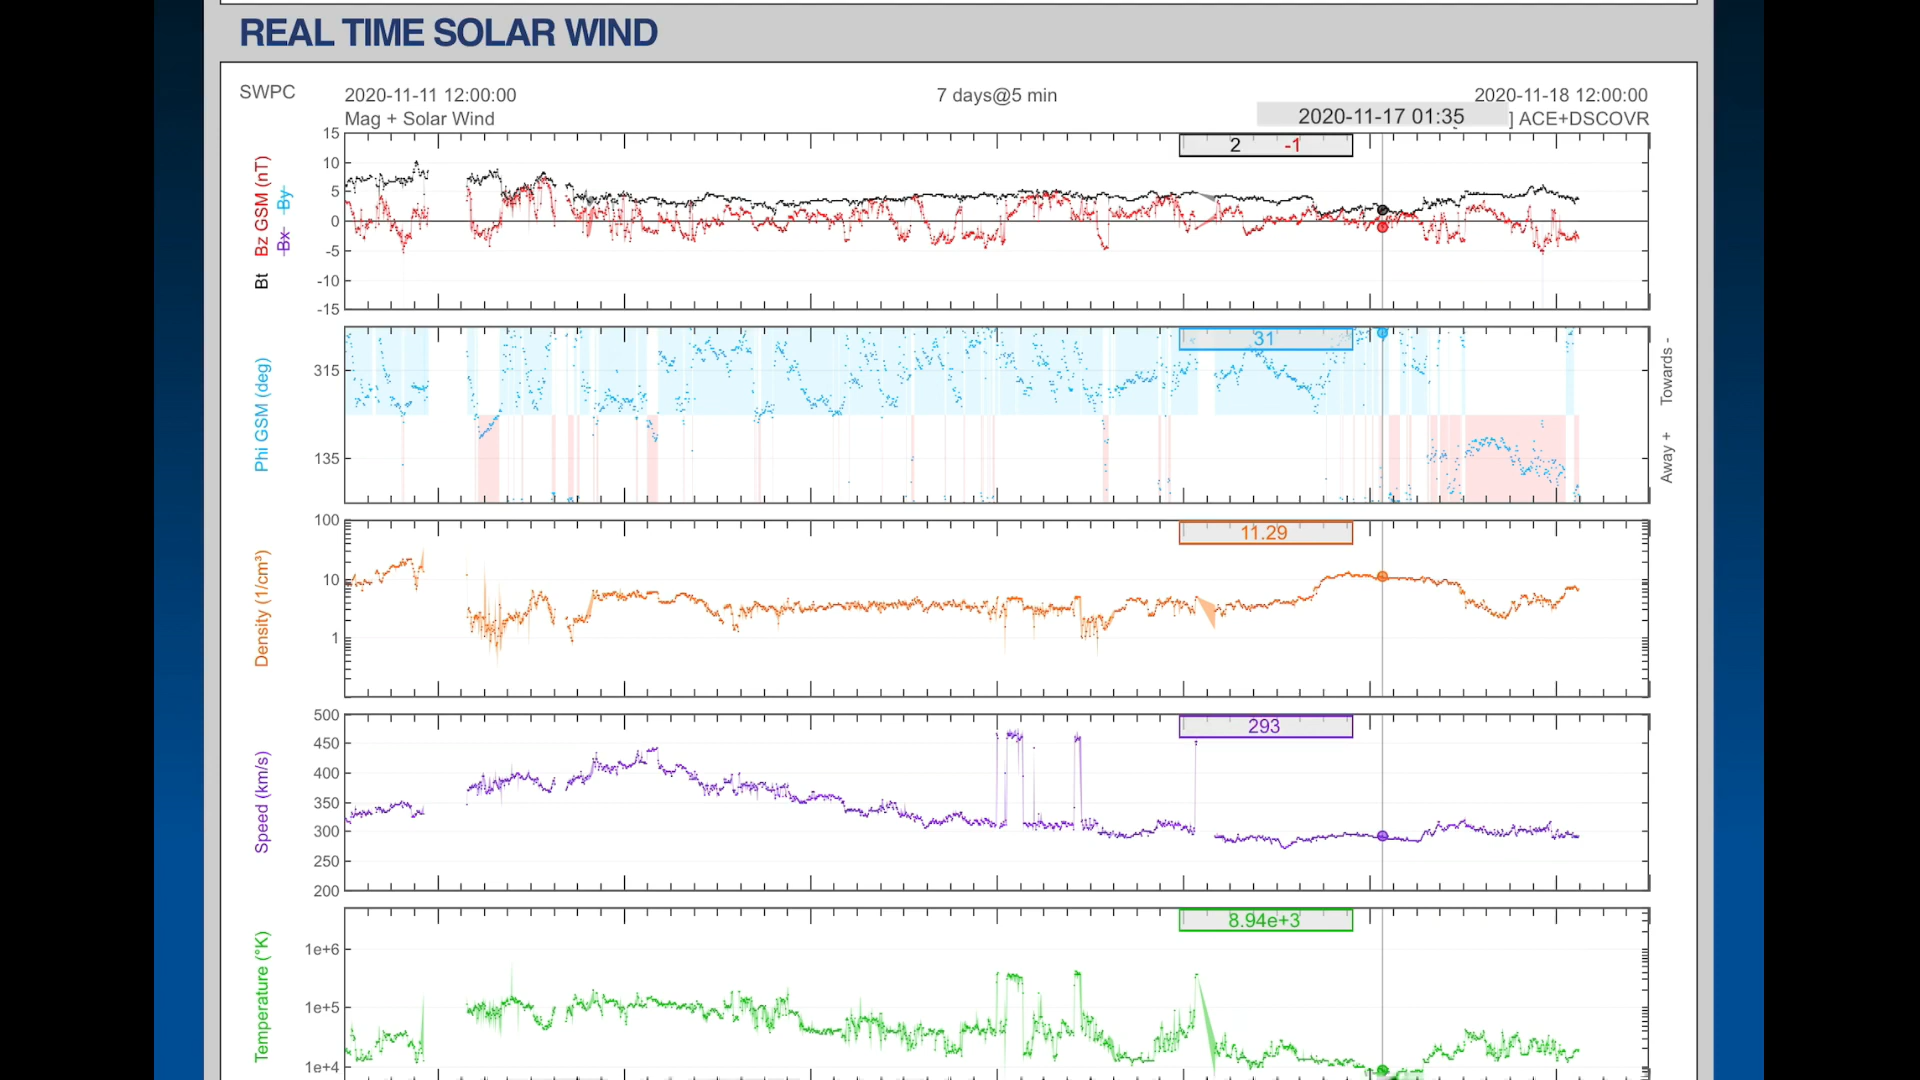 REAL TIME SOLAR WIND
SWPC
2020-11-11 12:00:00
7 days@5 min
2020-11-18 12:00:00
Mag + Solar Wind
2020-11-17 01:35
] ACE+DSCOVR
2 -1
Bt Bz GSM (nT)
Bx By
15
10
5
0
-5
-10
-15
31
Phi GSM (deg)
315
135
Towards -
Away +
11.29
Density (1/cm³)
100
10
1
293
Speed (km/s)
500
450
400
350
300
250
200
8.94e+3
Temperature (°K)
1e+6
1e+5
1e+4